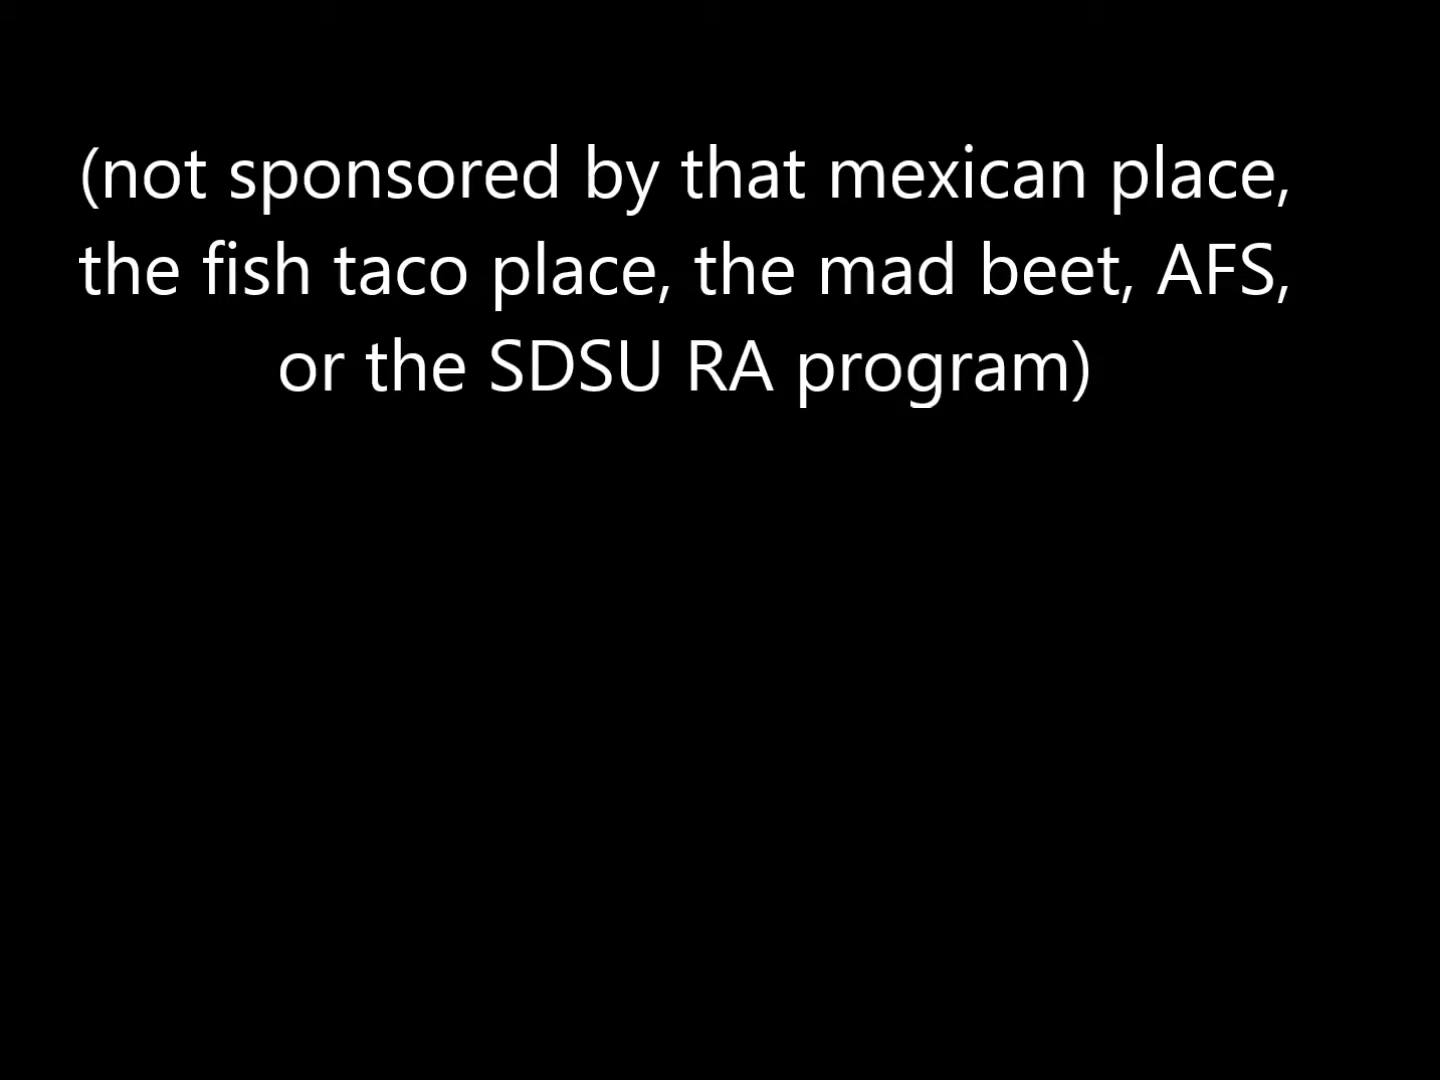 (not sponsored by that mexican place,
the fish taco place, the mad beet, AFS,
or the SDSU RA program)